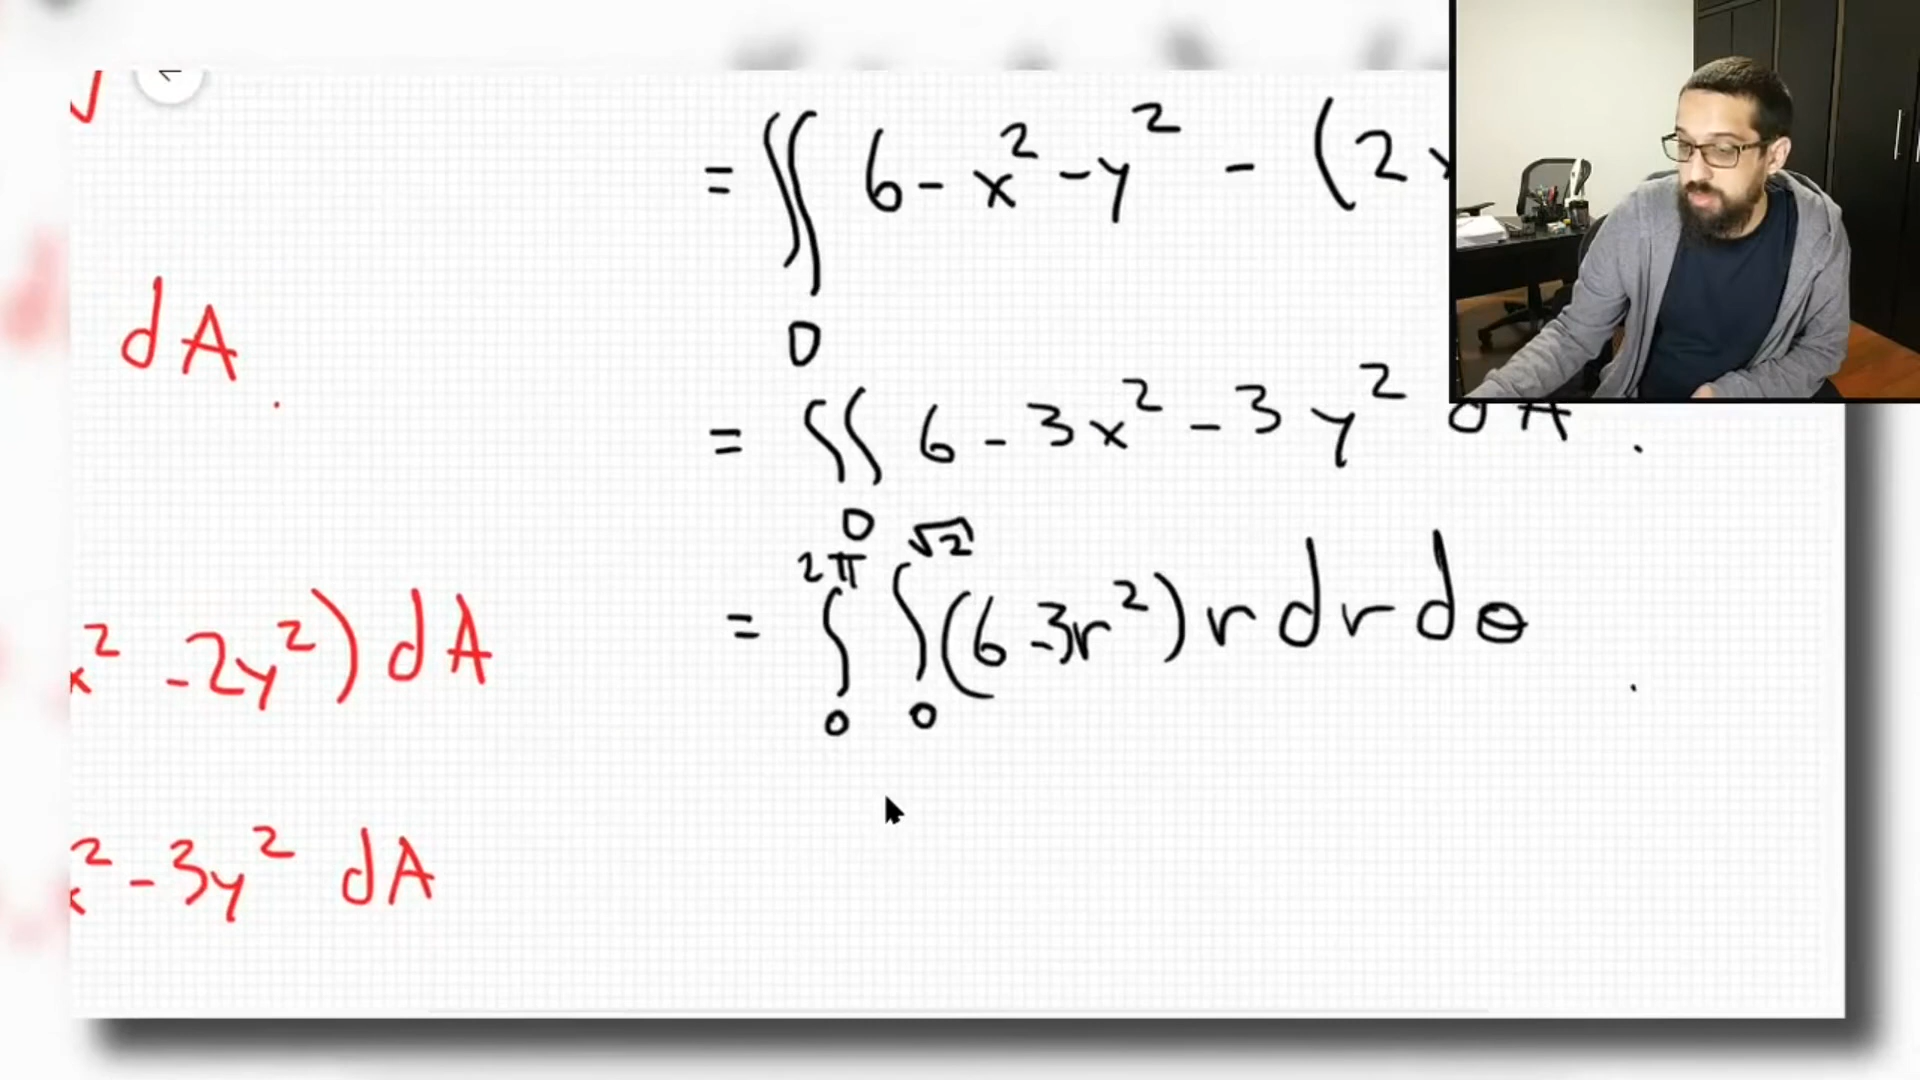 √
dA
x² -2y²) dA
x² -3y² dA
= ∬ 6 - x² - y² - (2x
D
= ∬ 6 - 3x² - 3y² dA
D
= ∫₀^{2π} ∫₀^{√2} (6 -3r²) r dr dθ